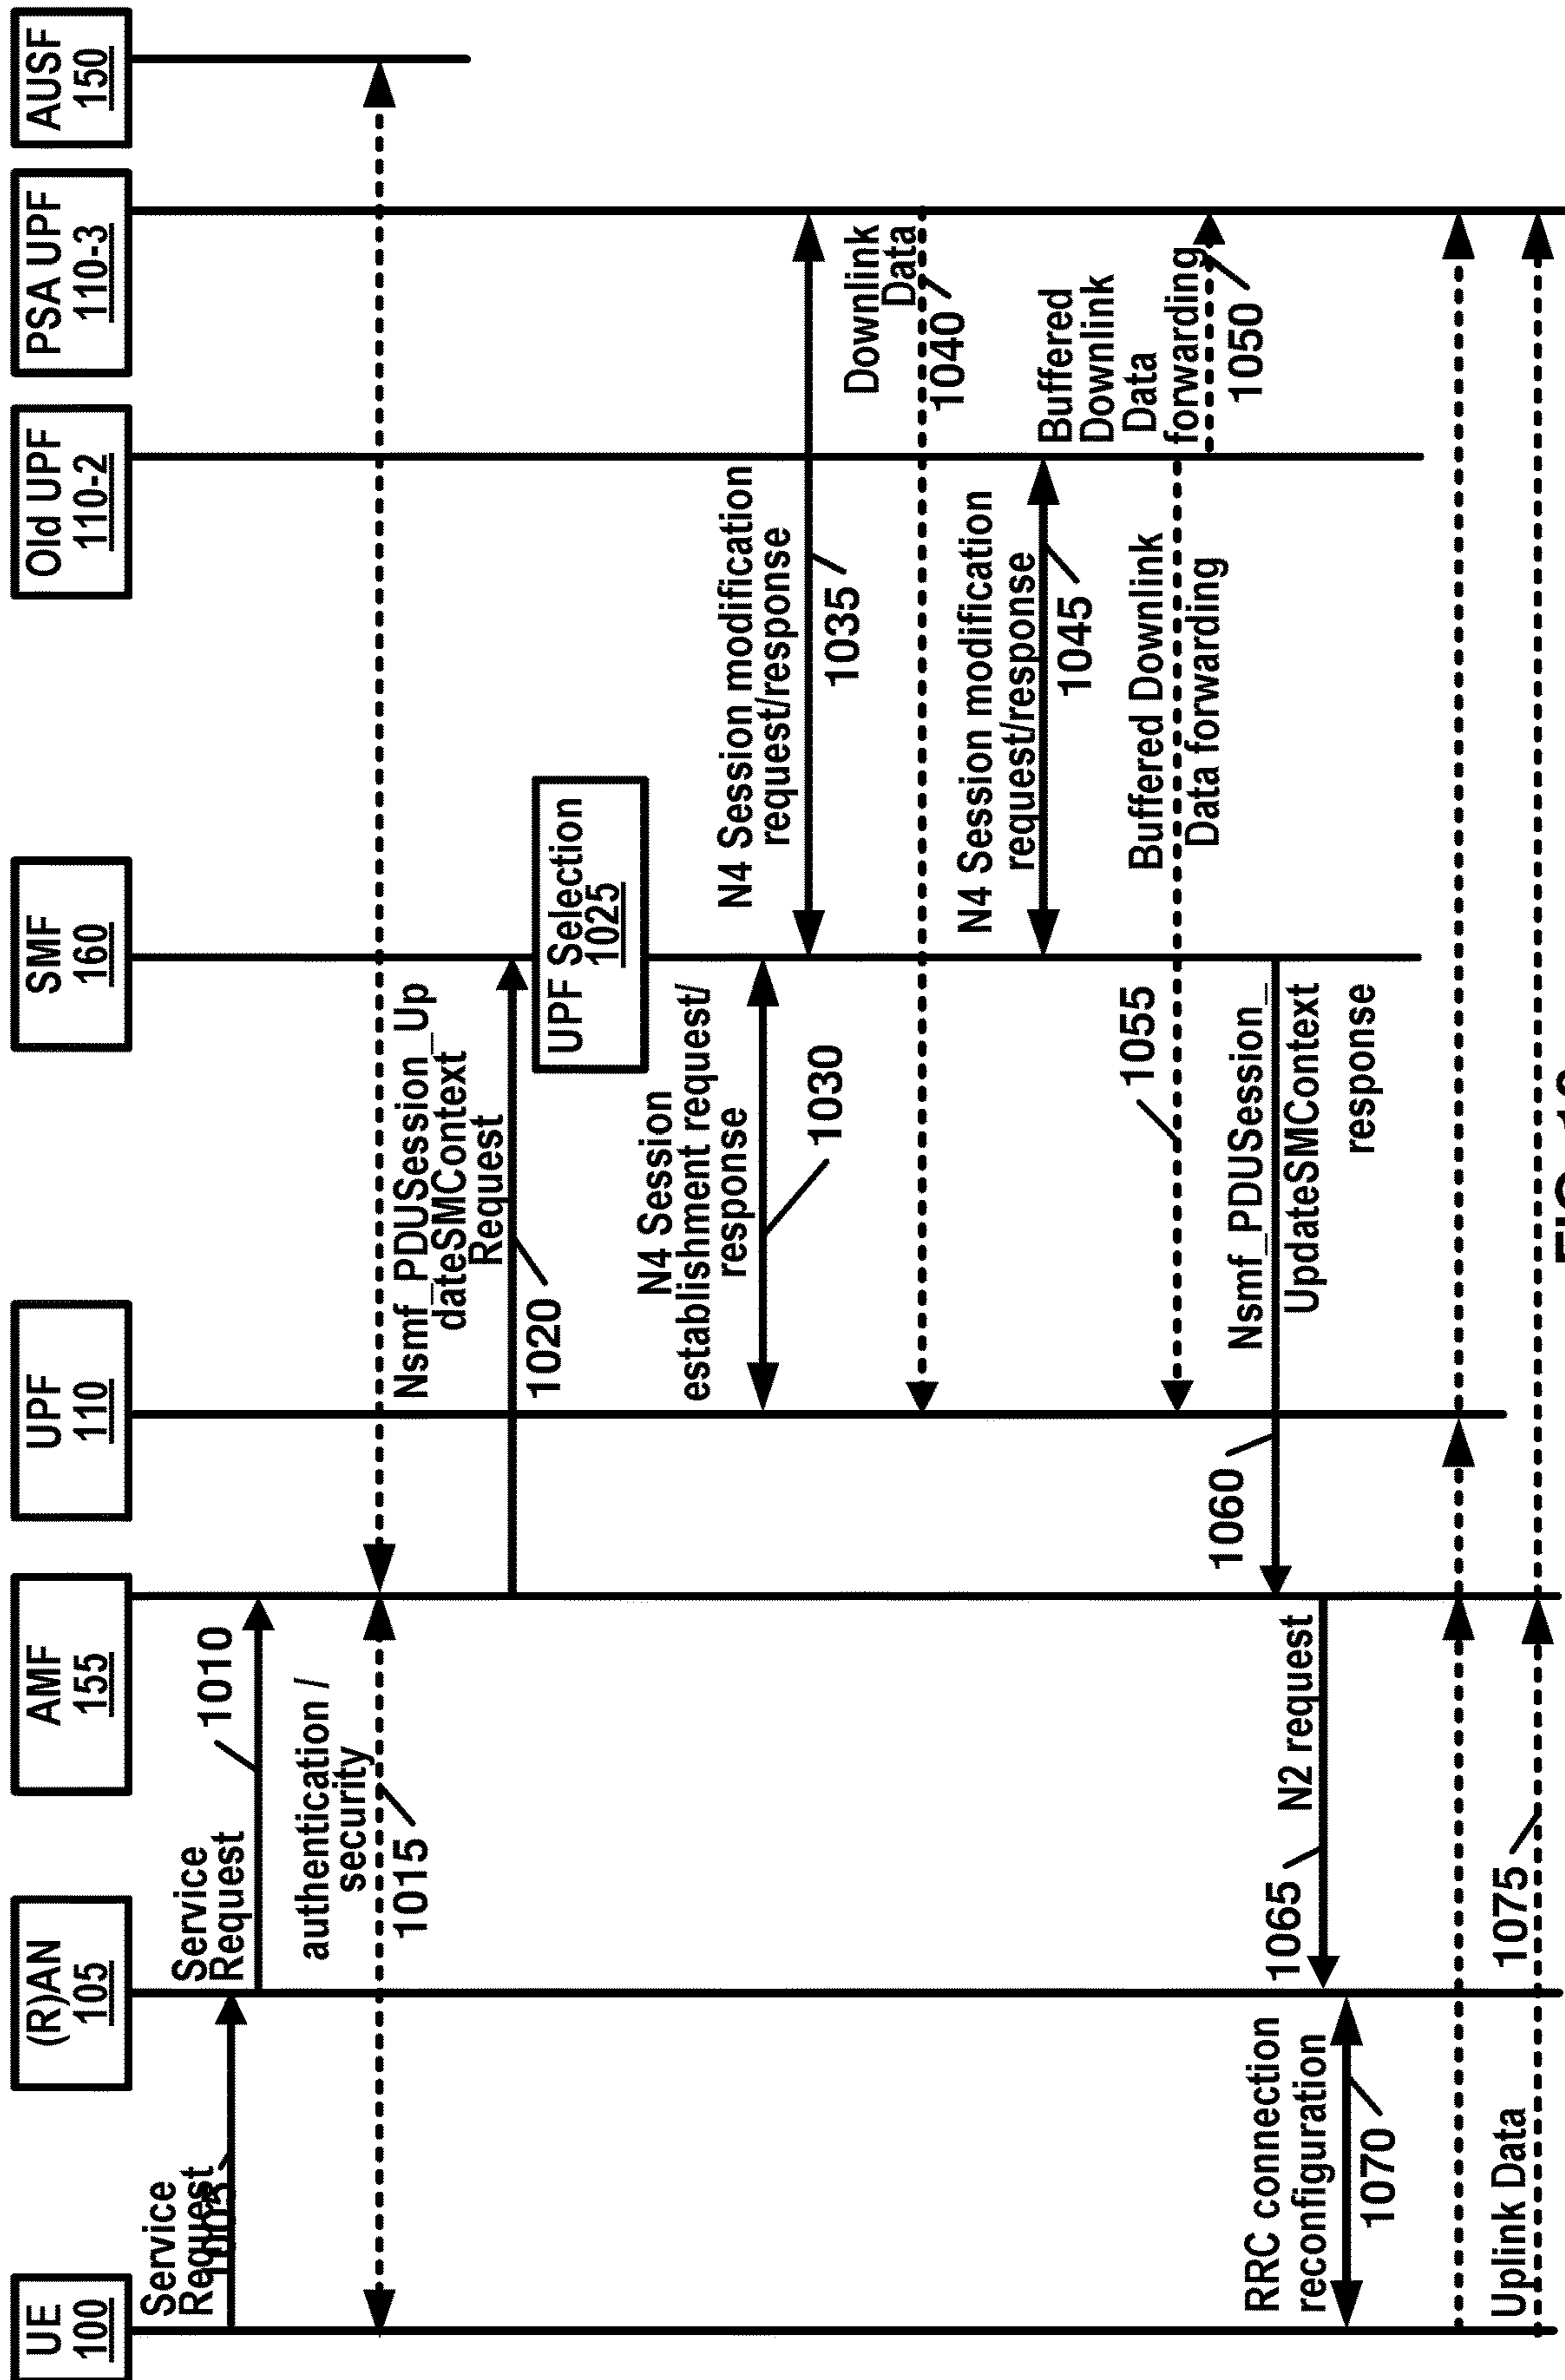 UE
100
(R)AN
105
AMF
155
UPF
110
SMF
160
Old UPF
110-2
PSA UPF
110-3
AUSF
150
Service
Request
1005
Service
Request
1010
authentication /
security
1015
Nsmf_PDUSession_Up
dateSMContext
Request
1020
UPF Selection
1025
N4 Session
establishment request/
response
1030
N4 Session modification
request/response
1035
Downlink
Data
1040
N4 Session modification
request/response
1045
Buffered
Downlink
Data
forwarding
1050
Buffered Downlink
Data forwarding
1055
Nsmf_PDUSession_
UpdateSMContext
response
1060
N2 request
1065
RRC connection
reconfiguration
1070
Uplink Data
1075